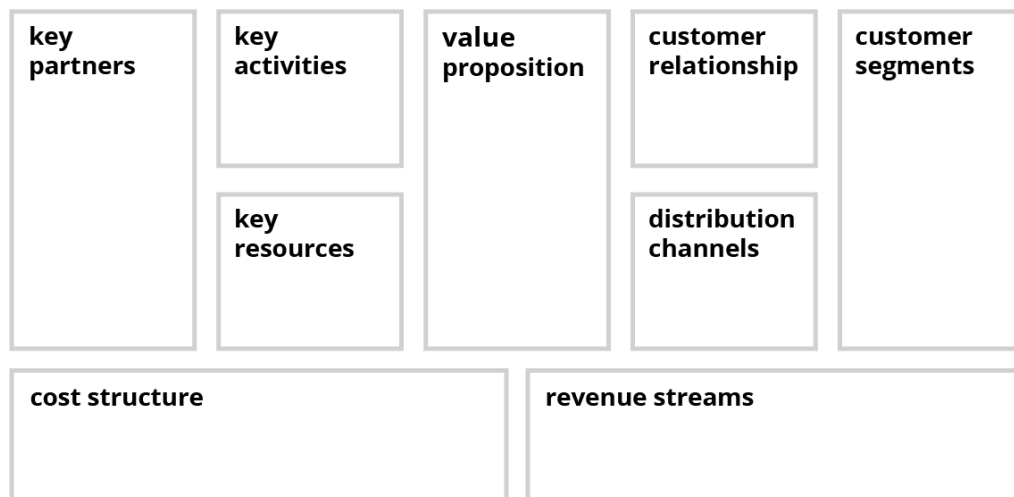 key
partners
key
activities
key
resources
value
proposition
customer
relationship
distribution
channels
customer
segments
cost structure
revenue streams